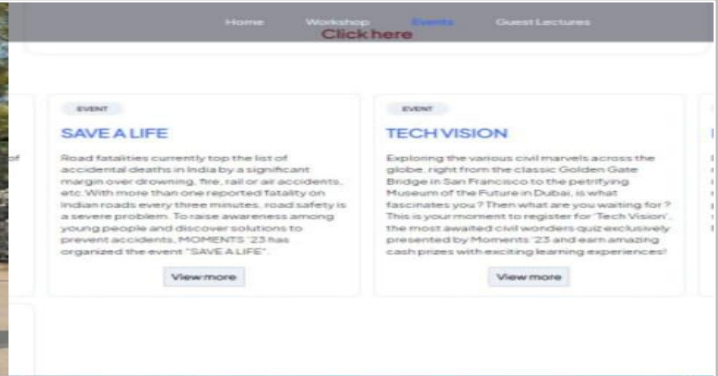 Home Workshop Events Guest Lectures
Click here
EVENT
SAVE A LIFE
Road fatalities currently top the list of
accidental deaths in India by a significant
margin over drowning, fire, rail or air accidents,
etc. With more than one reported fatality on
Indian roads every three minutes, road safety is
a severe problem. To raise awareness among
young people and discover solutions to
prevent accidents, MOMENTS '23 has
organized the event "SAVE A LIFE".
View more
EVENT
TECH VISION
Exploring the various civil marvels across the
globe, right from the classic Golden Gate
Bridge in San Francisco to the petrifying
Museum of the Future in Dubai, is what
fascinates you ? Then what are you waiting for ?
This is your moment to register for 'Tech Vision',
the most awaited civil wonders quiz exclusively
presented by Moments '23 and earn amazing
cash prizes with exciting learning experiences!
View more
of